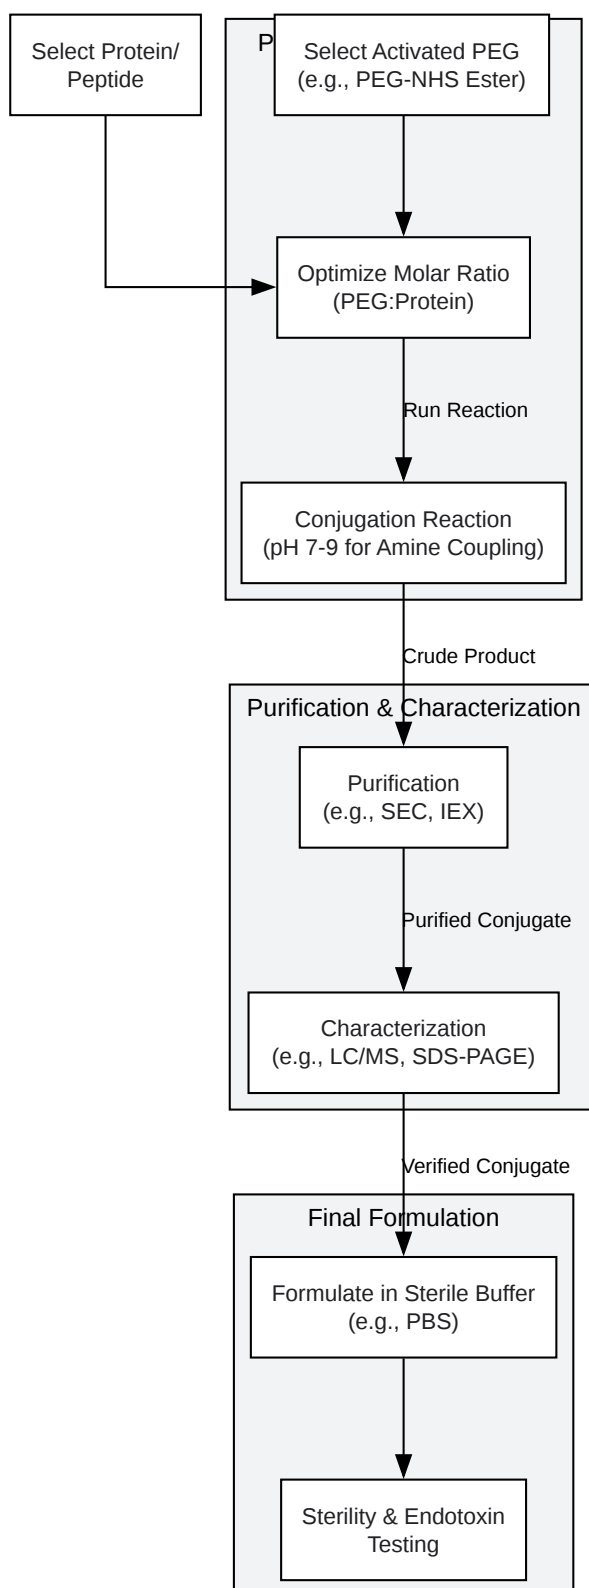 Select Protein/
Peptide
P
Select Activated PEG
(e.g., PEG-NHS Ester)
Optimize Molar Ratio
(PEG:Protein)
Run Reaction
Conjugation Reaction
(pH 7-9 for Amine Coupling)
Crude Product
Purification & Characterization
Purification
(e.g., SEC, IEX)
Purified Conjugate
Characterization
(e.g., LC/MS, SDS-PAGE)
Verified Conjugate
Final Formulation
Formulate in Sterile Buffer
(e.g., PBS)
Sterility & Endotoxin
Testing